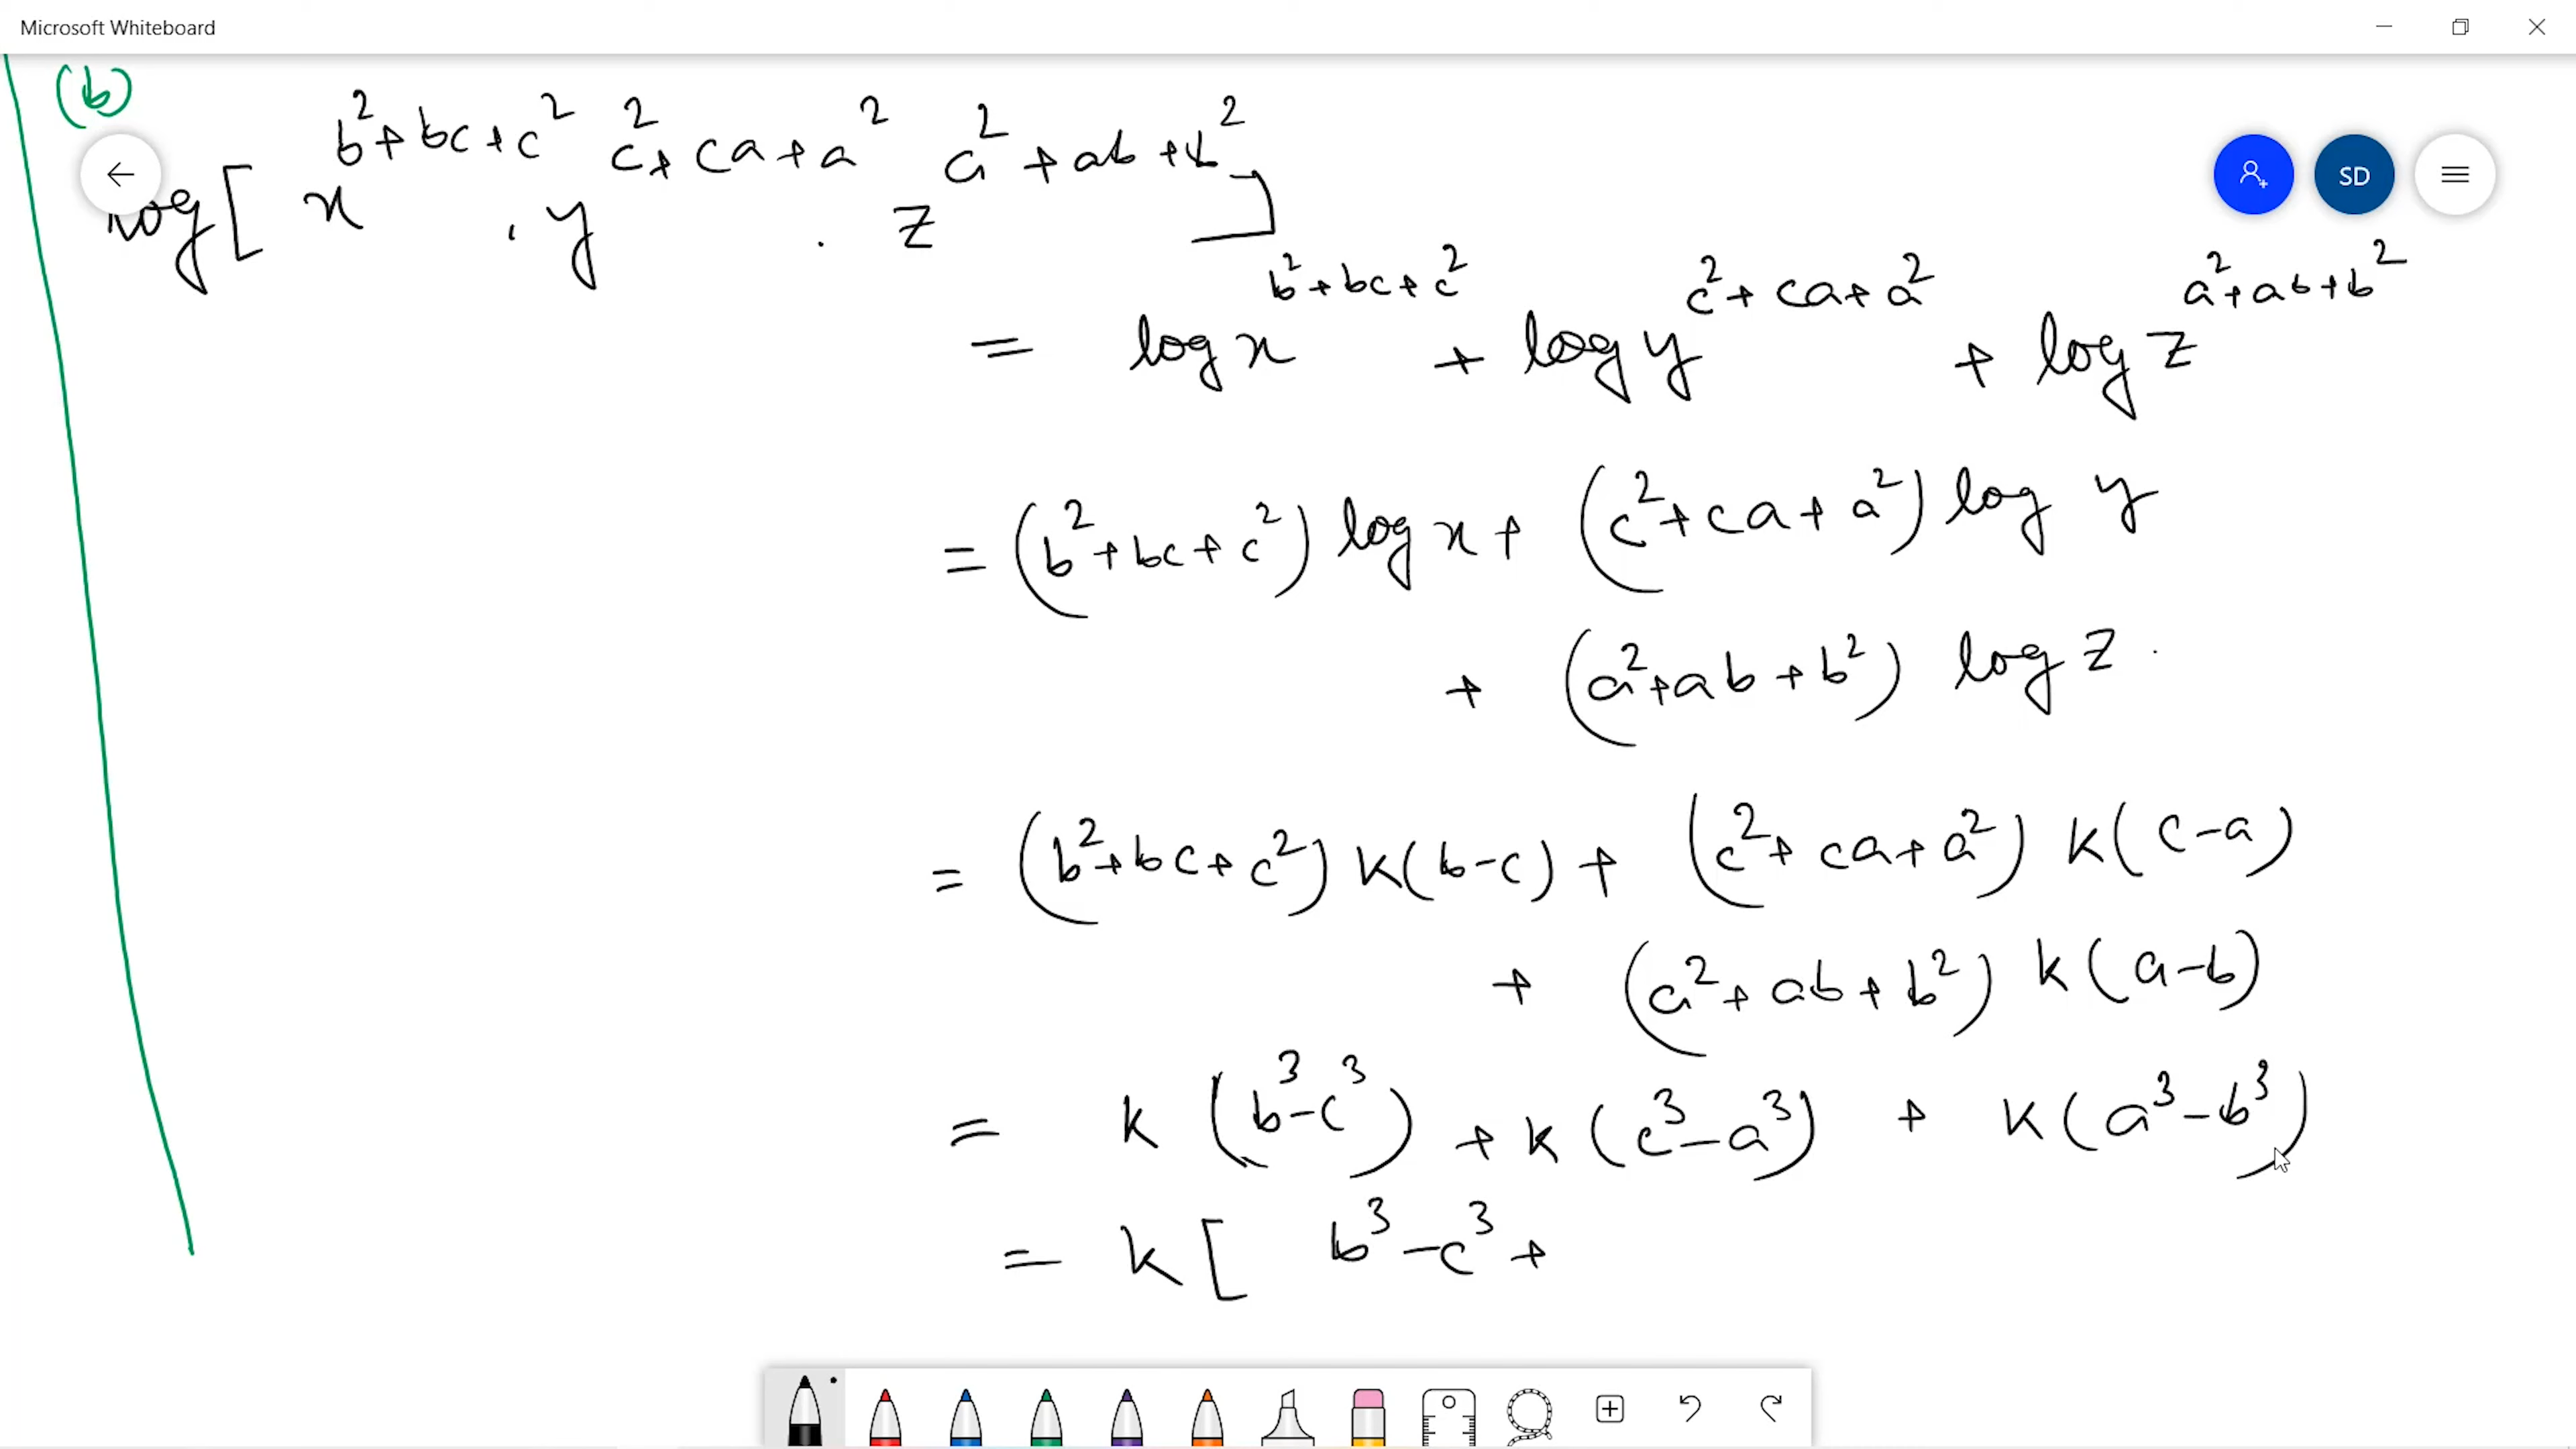 Microsoft Whiteboard
(b)
log[ x^{b²+bc+c²} . y^{c²+ca+a²} . z^{a²+ab+b²} ]
= log x^{b²+bc+c²} + log y^{c²+ca+a²} + log z^{a²+ab+b²}
= (b²+bc+c²) log x + (c²+ca+a²) log y
+ (a²+ab+b²) log z .
= (b²+bc+c²) k(b-c) + (c²+ca+a²) k(c-a)
+ (a²+ab+b²) k(a-b)
= k (b³-c³) + k(c³-a³) + k(a³-b³)
= k [ b³-c³+
SD